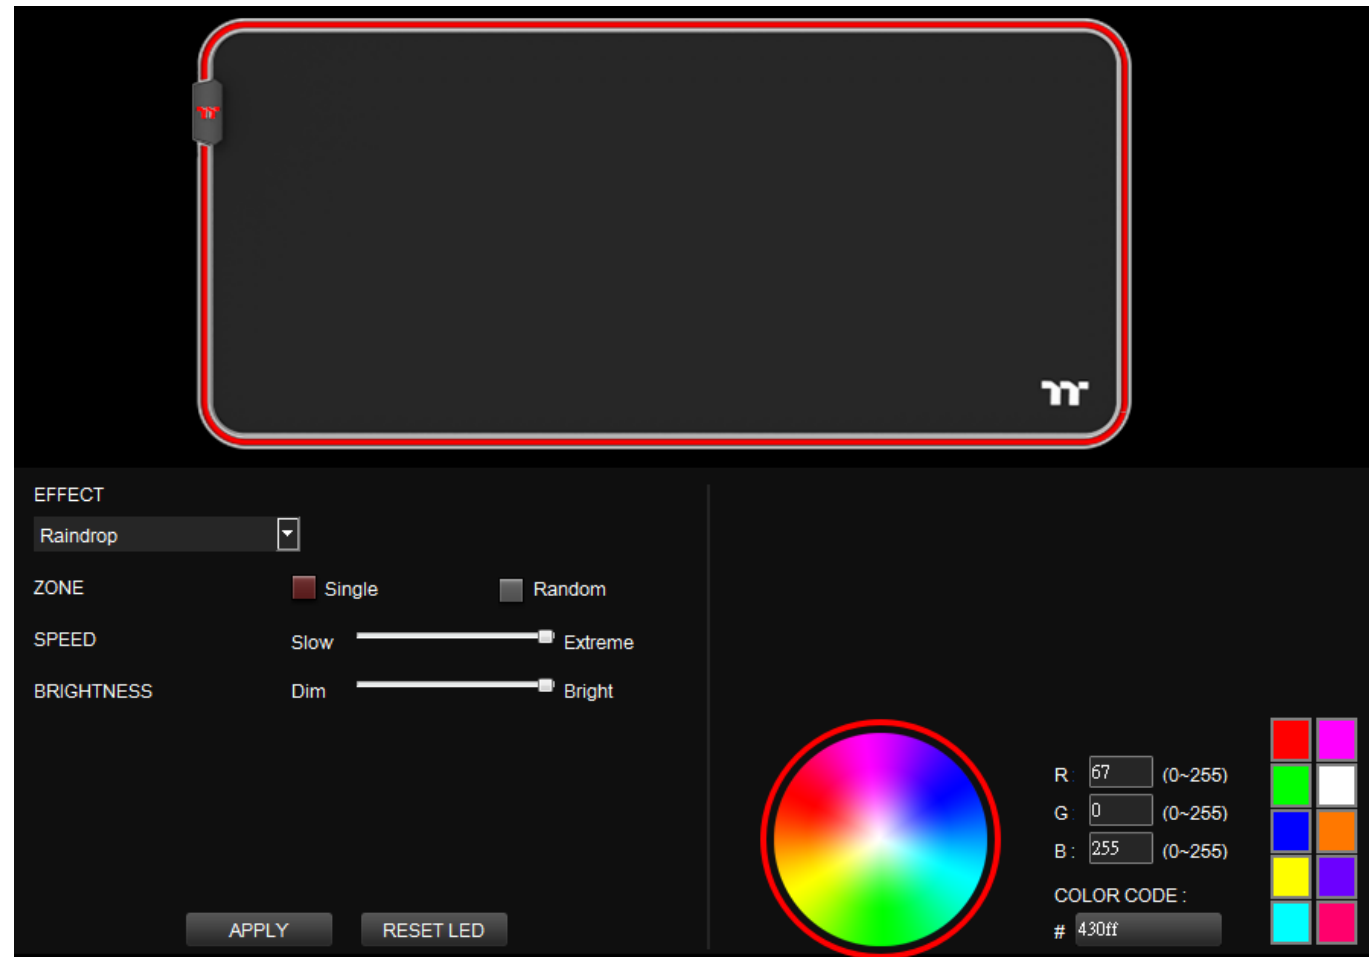 EFFECT
Raindrop
ZONE
Single
Random
SPEED
Slow
Extreme
BRIGHTNESS
Dim
Bright
APPLY
RESET LED
R : 67 (0~255)
G : 0 (0~255)
B : 255 (0~255)
COLOR CODE :
# 430ff